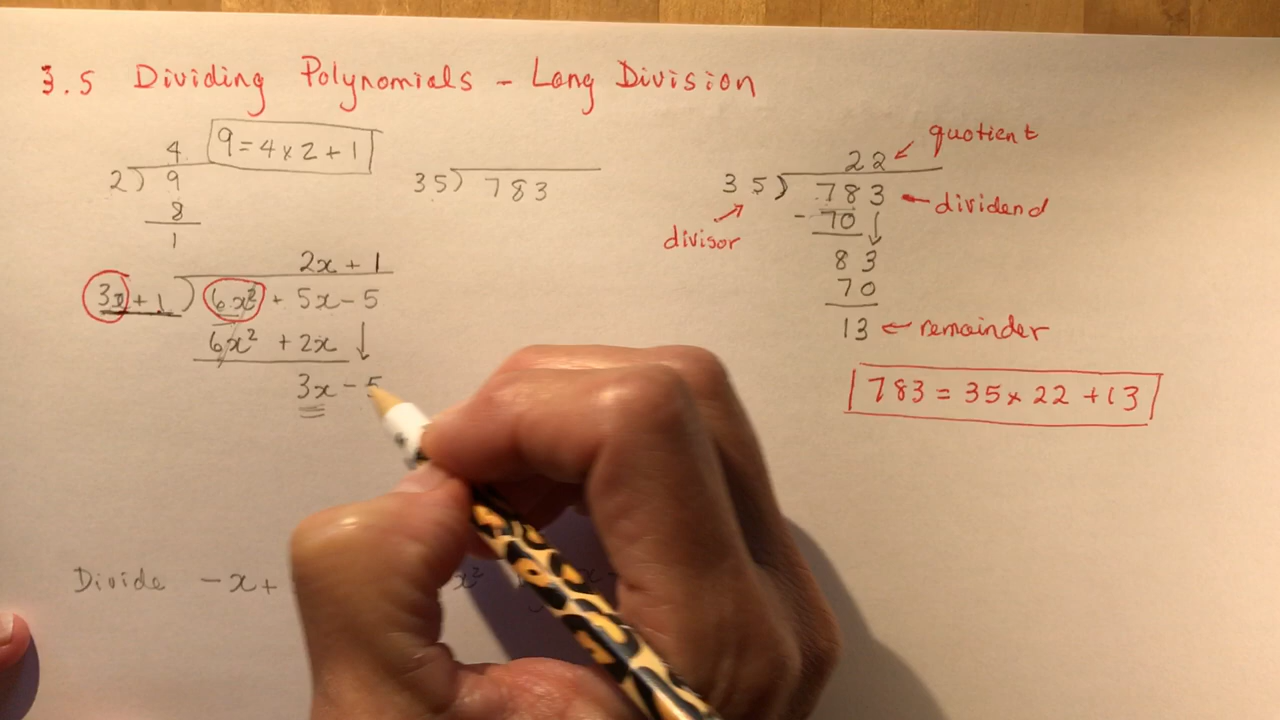 3.5 Dividing Polynomials - Long Division
4
9 = 4 x 2 + 1
2) 9
8
1
35) 783
22 ← quotient
35) 783 ← dividend
divisor
- 70 ↓
83
70
13 ← remainder
783 = 35 x 22 + 13
2x + 1
3x + 1) 6x² + 5x - 5
6x² + 2x ↓
3x - 5
Divide -x + x²